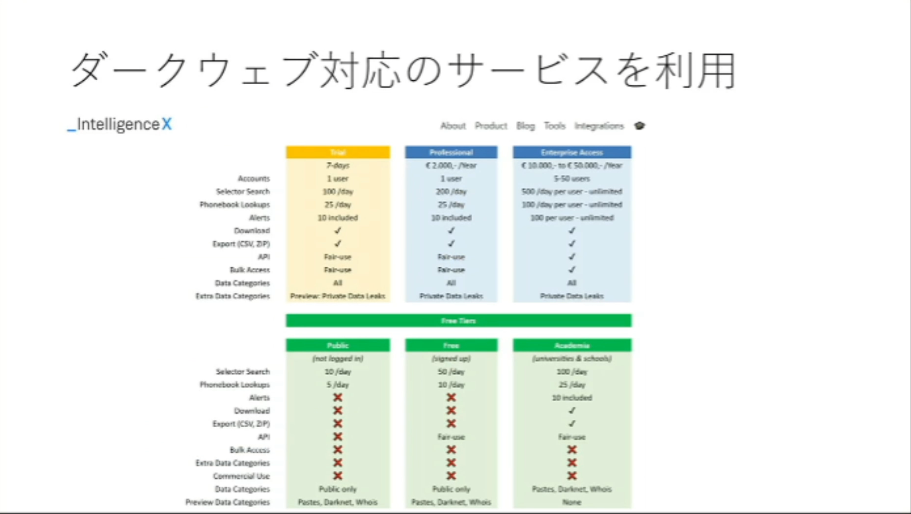 ダークウェブ対応のサービスを利用
_IntelligenceX
About Product Blog Tools Integrations
Trial Professional Enterprise Access
7-days € 2.000,- /Year € 10.000,- to € 50.000,- /Year
Accounts 1 user 1 user 5-50 users
Selector Search 100 /day 200 /day 500 /day per user - unlimited
Phonebook Lookups 25 /day 25 /day 100 /day per user - unlimited
Alerts 10 included 10 included 100 per user - unlimited
Download ✓ ✓ ✓
Export (CSV, ZIP) ✓ ✓ ✓
API Fair-use Fair-use ✓
Bulk Access Fair-use Fair-use ✓
Data Categories All All All
Extra Data Categories Preview: Private Data Leaks Private Data Leaks Private Data Leaks
Free Tiers
Public Free Academia
(not logged in) (signed up) (universities & schools)
Selector Search 10 /day 50 /day 100 /day
Phonebook Lookups 5 /day 10 /day 25 /day
Alerts ❌ ❌ 10 included
Download ❌ ❌ ✓
Export (CSV, ZIP) ❌ ❌ ✓
API ❌ Fair-use Fair-use
Bulk Access ❌ ❌ ❌
Extra Data Categories ❌ ❌ ❌
Commercial Use ❌ ❌ ❌
Data Categories Public only Public only Pastes, Darknet, Whois
Preview Data Categories Pastes, Darknet, Whois Pastes, Darknet, Whois None